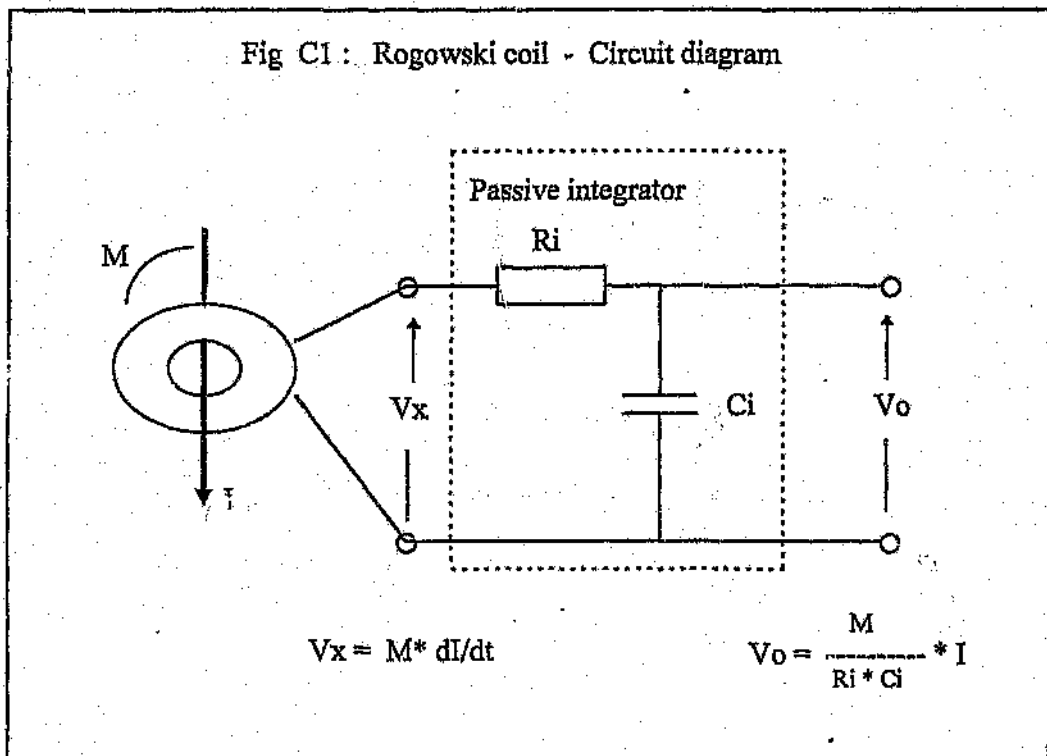 Fig C1 : Rogowski coil - Circuit diagram
Passive integrator
Ri
M
Vx
Ci
Vo
I
Vx = M* dI/dt
M
Vo = ----------- * I
Ri * Ci